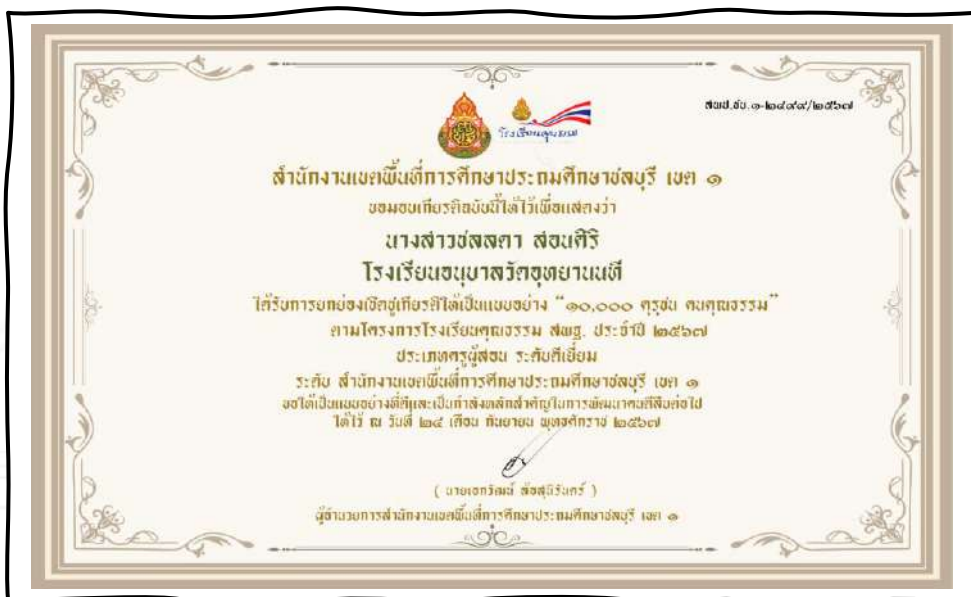 สพป.ชบ.๑-๒๔๙๙/๒๕๖๗
โรงเรียนคุณธรรม
สำนักงานเขตพื้นที่การศึกษาประถมศึกษาชลบุรี เขต ๑
ขอมอบเกียรติบัตรฉบับนี้ให้ไว้เพื่อแสดงว่า
นางสาวชลลดา สอนศิริ
โรงเรียนอนุบาลวัดอุทยานนที
ได้รับการยกย่องเชิดชูเกียรติให้เป็นแบบอย่าง “๑๐,๐๐๐ คุรุชน คนคุณธรรม”
ตามโครงการโรงเรียนคุณธรรม สพฐ. ประจำปี ๒๕๖๗
ประเภทครูผู้สอน ระดับดีเยี่ยม
ระดับ สำนักงานเขตพื้นที่การศึกษาประถมศึกษาชลบุรี เขต ๑
ขอให้เป็นแบบอย่างที่ดีและเป็นกำลังหลักสำคัญในการพัฒนาคนดีสืบต่อไป
ให้ไว้ ณ วันที่ ๒๔ เดือน กันยายน พุทธศักราช ๒๕๖๗
( นายเอกวัฒน์ ล้อสุนิรันดร์ )
ผู้อำนวยการสำนักงานเขตพื้นที่การศึกษาประถมศึกษาชลบุรี เขต ๑